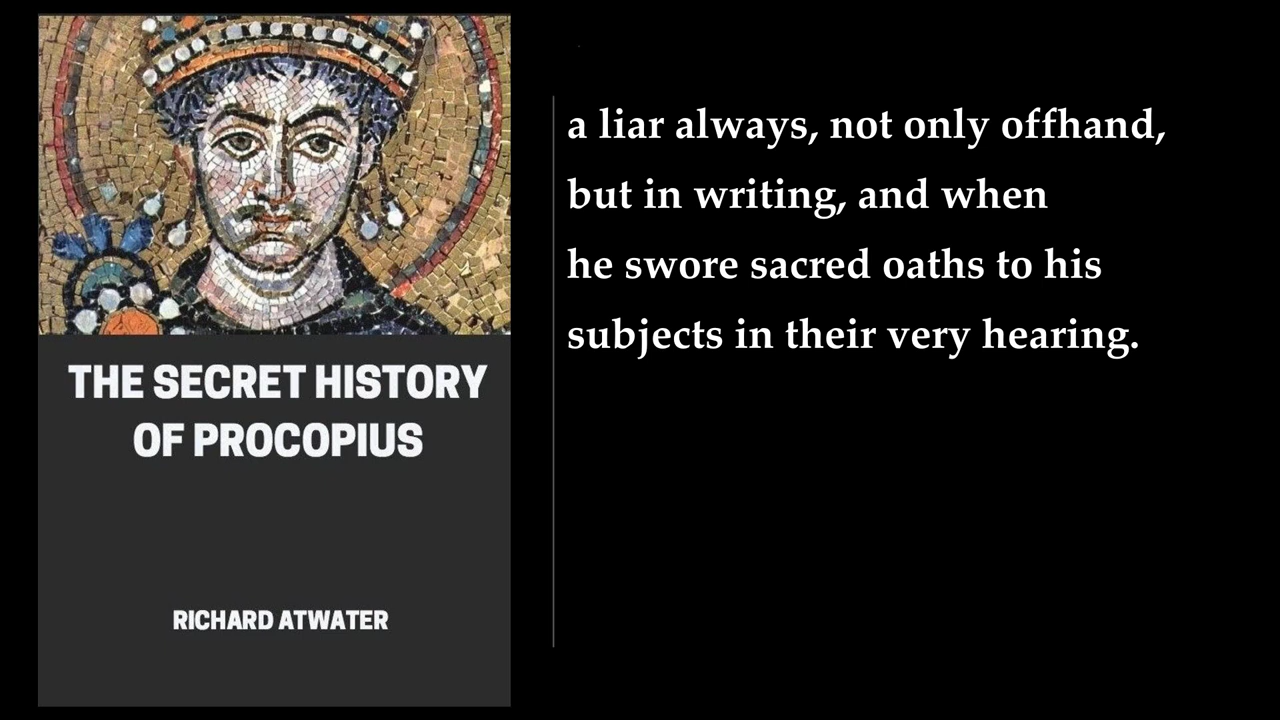 THE SECRET HISTORY
OF PROCOPIUS
RICHARD ATWATER
a liar always, not only offhand,
but in writing, and when
he swore sacred oaths to his
subjects in their very hearing.